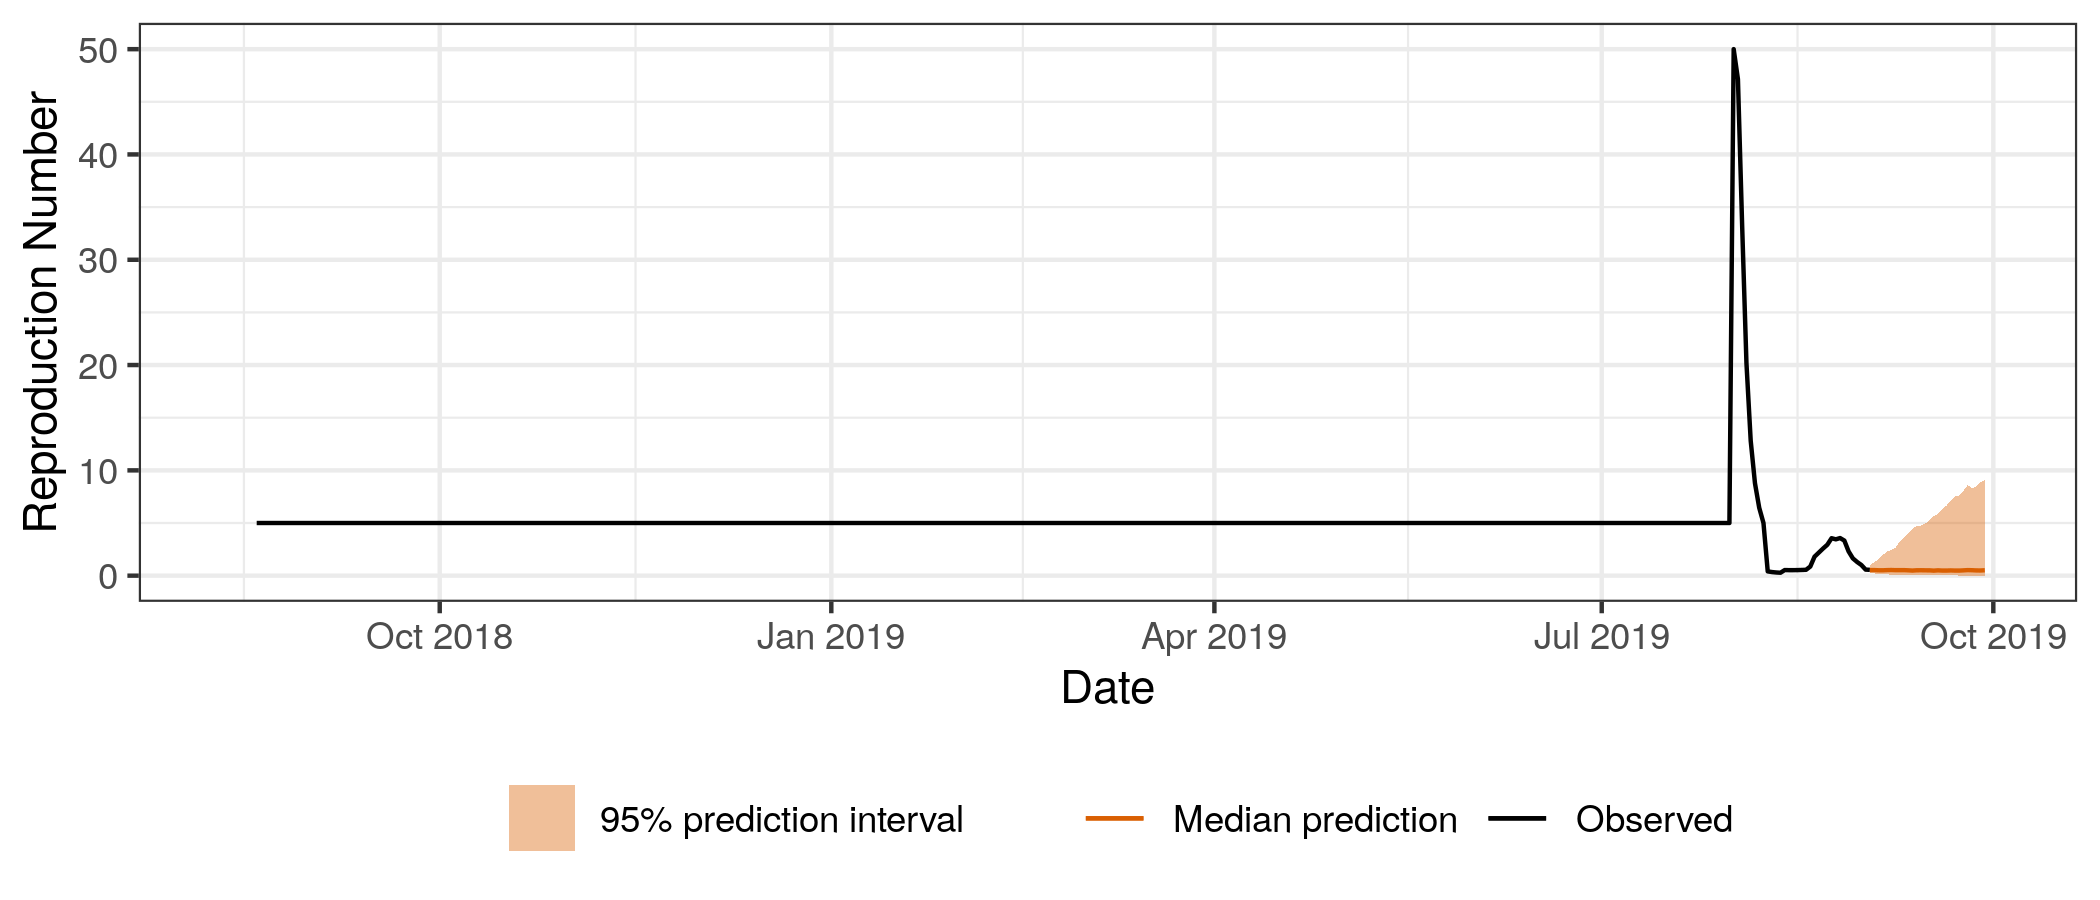 Reproduction Number
50
40
30
20
10
0
Oct 2018
Jan 2019
Apr 2019
Jul 2019
Oct 2019
Date
95% prediction interval
Median prediction
Observed